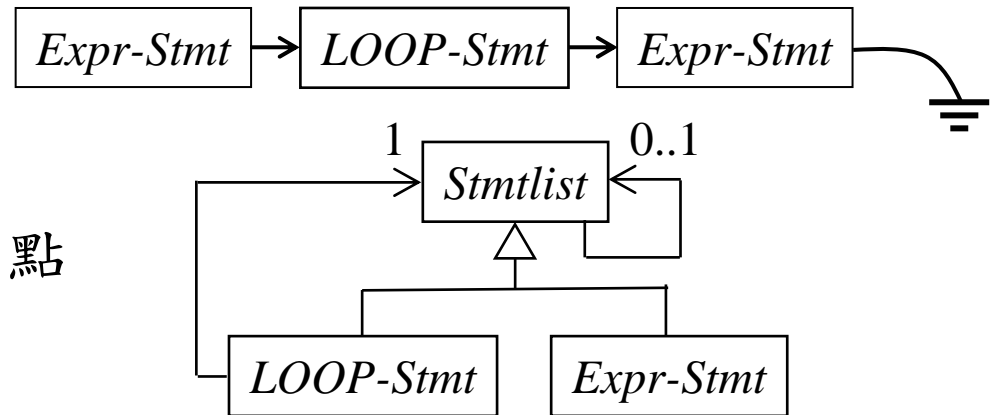 Expr-Stmt LOOP-Stmt Expr-Stmt
1 0..1
Stmtlist
點
LOOP-Stmt Expr-Stmt